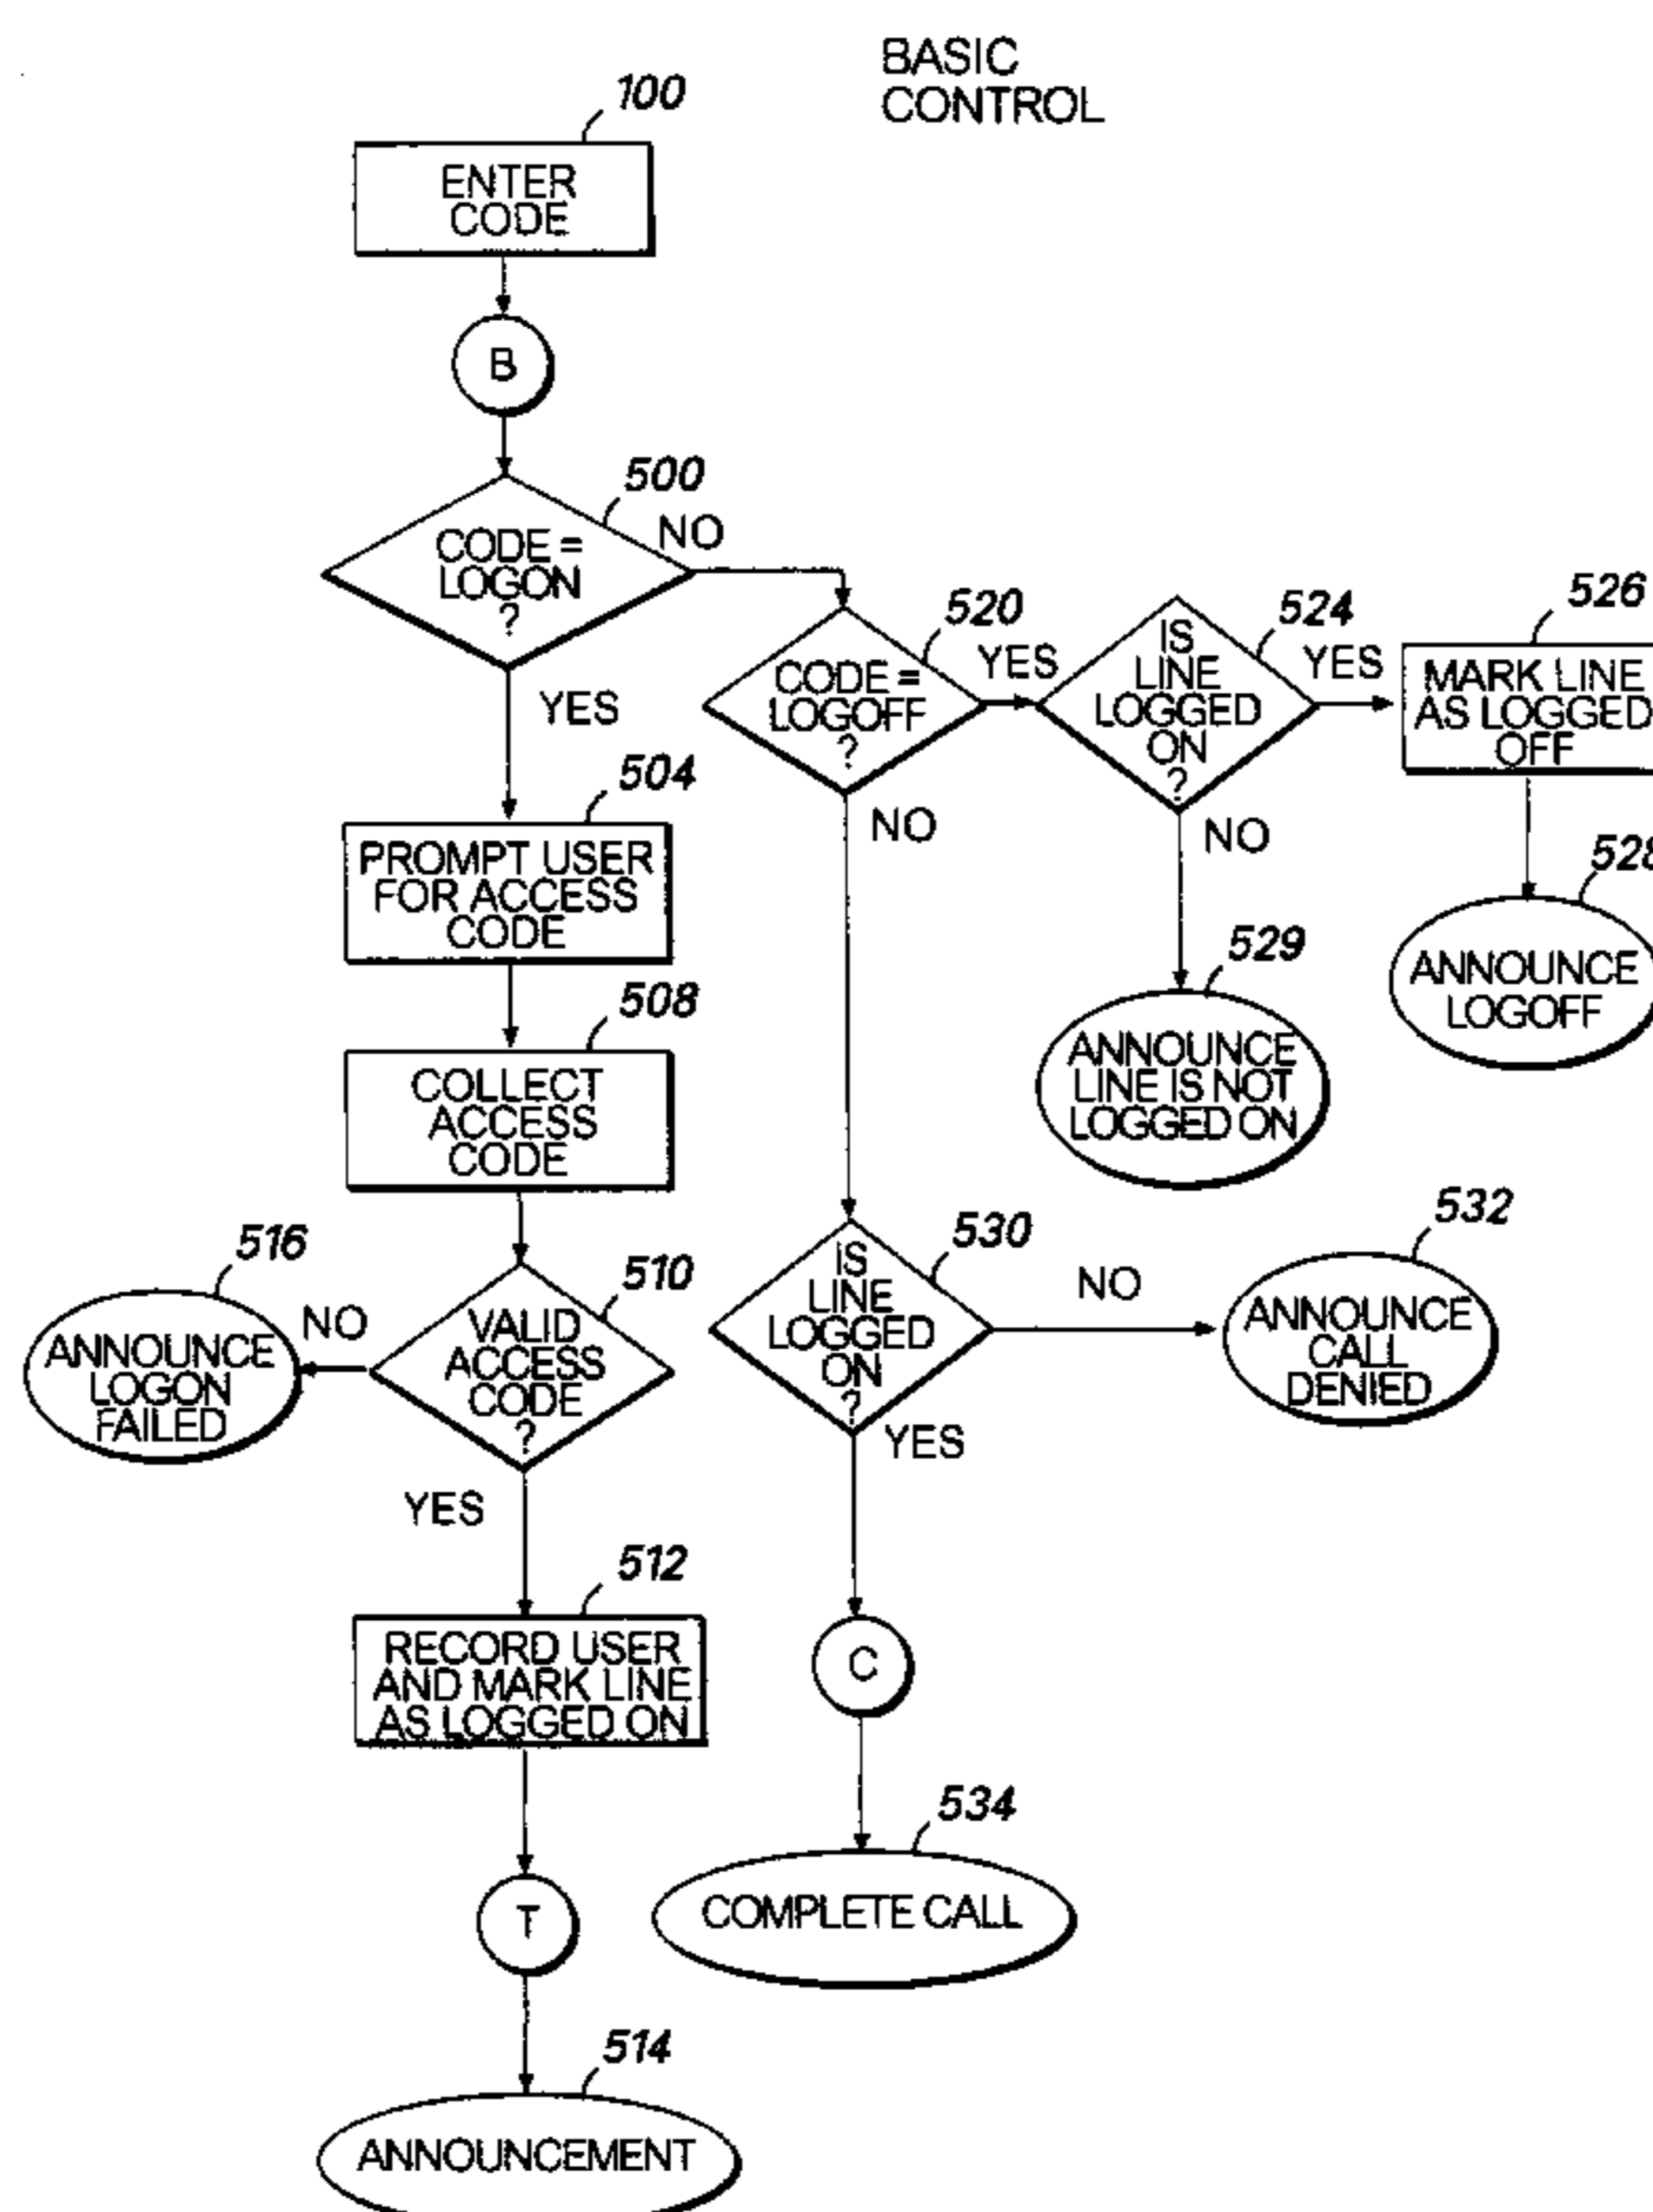 BASIC
CONTROL
100
ENTER
CODE
B
500
CODE =
LOGON
?
NO
YES
520
CODE =
LOGOFF
?
YES
NO
524
IS
LINE
LOGGED
ON
?
YES
NO
526
MARK LINE
AS LOGGED
OFF
528
ANNOUNCE
LOGOFF
529
ANNOUNCE
LINE IS NOT
LOGGED ON
504
PROMPT USER
FOR ACCESS
CODE
508
COLLECT
ACCESS
CODE
510
VALID
ACCESS
CODE
?
NO
YES
516
ANNOUNCE
LOGON
FAILED
530
IS
LINE
LOGGED
ON
?
NO
YES
532
ANNOUNCE
CALL
DENIED
512
RECORD USER
AND MARK LINE
AS LOGGED ON
C
534
COMPLETE CALL
T
514
ANNOUNCEMENT